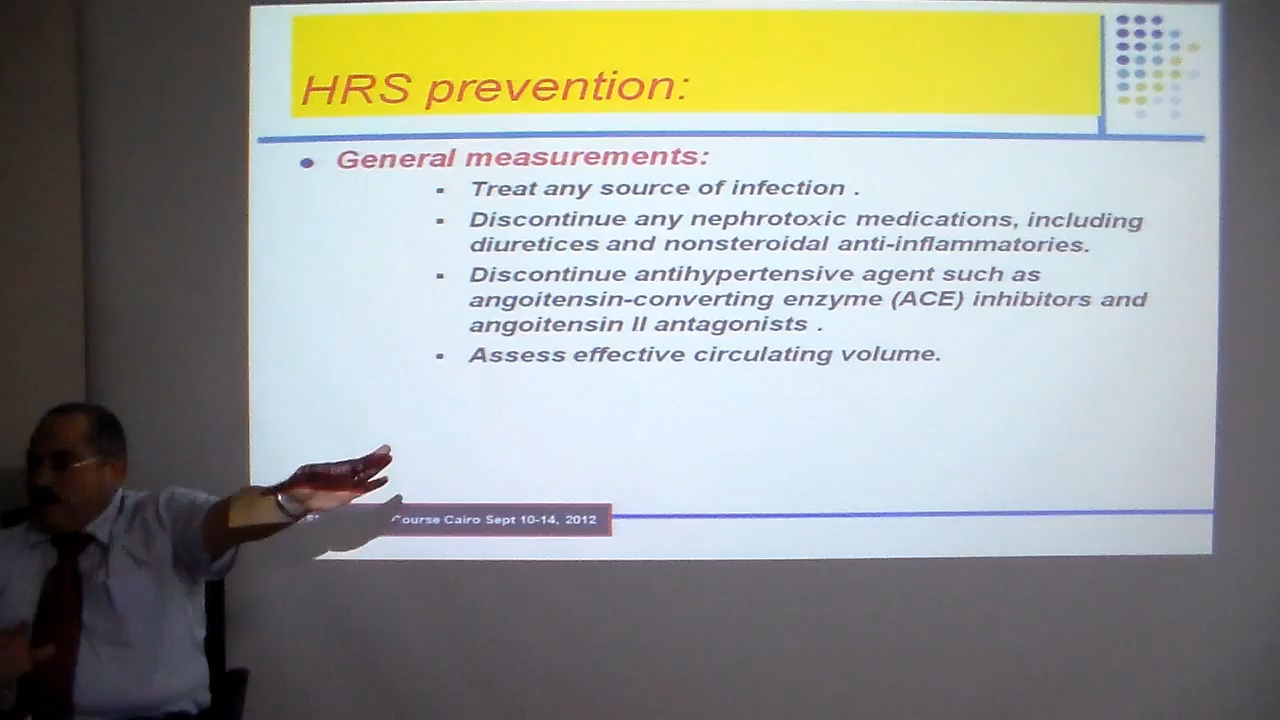 HRS prevention:
• General measurements:
▪ Treat any source of infection .
▪ Discontinue any nephrotoxic medications, including
diuretices and nonsteroidal anti-inflammatories.
▪ Discontinue antihypertensive agent such as
angoitensin-converting enzyme (ACE) inhibitors and
angoitensin II antagonists .
▪ Assess effective circulating volume.
Course Cairo Sept 10-14, 2012